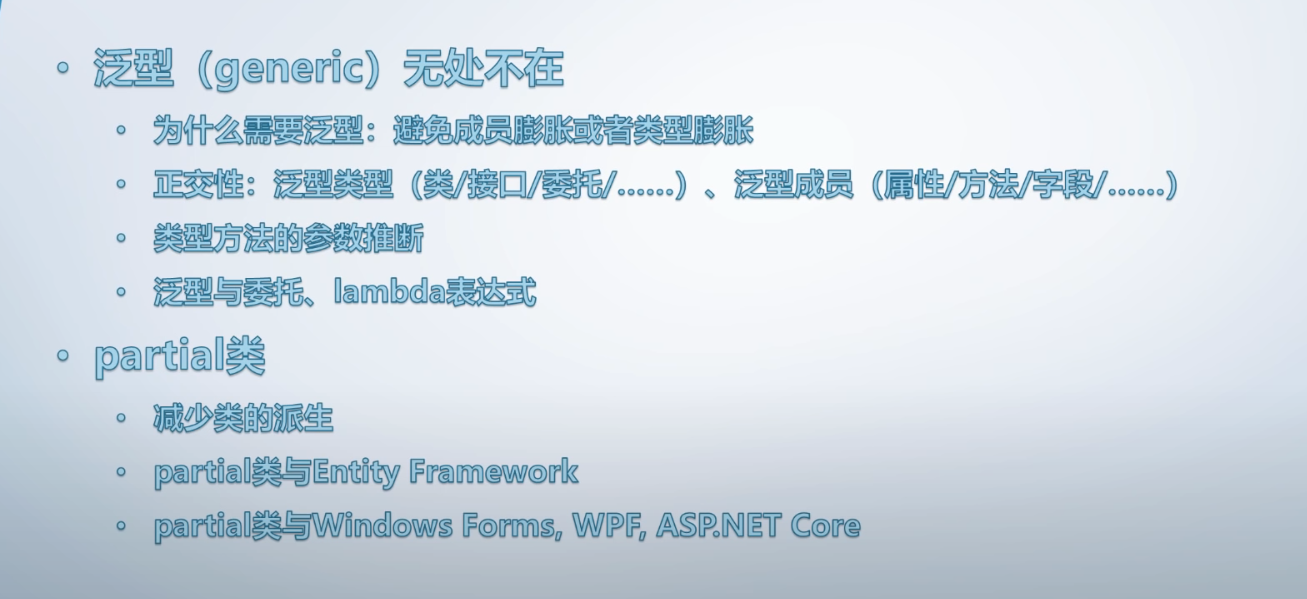 • 泛型（generic）无处不在
• 为什么需要泛型：避免成员膨胀或者类型膨胀
• 正交性：泛型类型（类/接口/委托/……）、泛型成员（属性/方法/字段/……）
• 类型方法的参数推断
• 泛型与委托、lambda表达式
• partial类
• 减少类的派生
• partial类与Entity Framework
• partial类与Windows Forms, WPF, ASP.NET Core